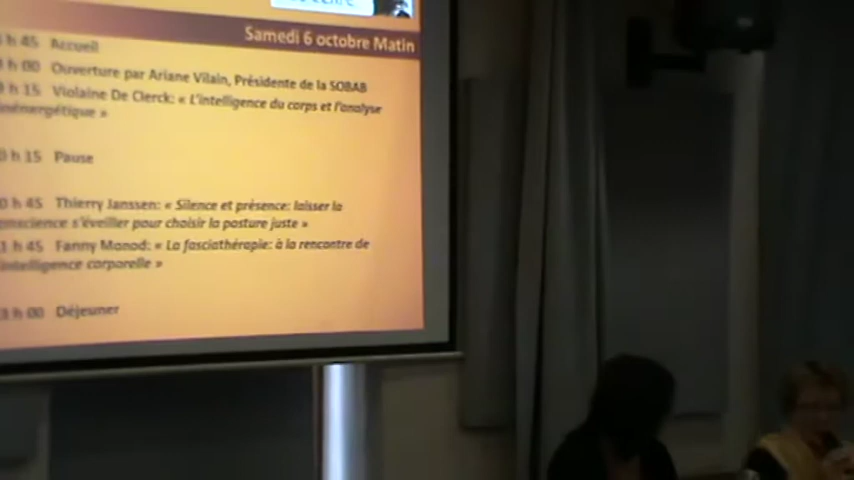 Samedi 6 octobre Matin
h 45 Accueil
h 00 Ouverture par Ariane Vilain, Présidente de la SOBAB
h 15 Violaine De Clerck: « L'intelligence du corps et l'analyse
inénergétique »
h 15 Pause
h 45 Thierry Janssen: « Silence et présence: laisser la
onscience s'éveiller pour choisir la posture juste »
h 45 Fanny Monod: « La fasciathérapie: à la rencontre de
intelligence corporelle »
h 00 Déjeuner